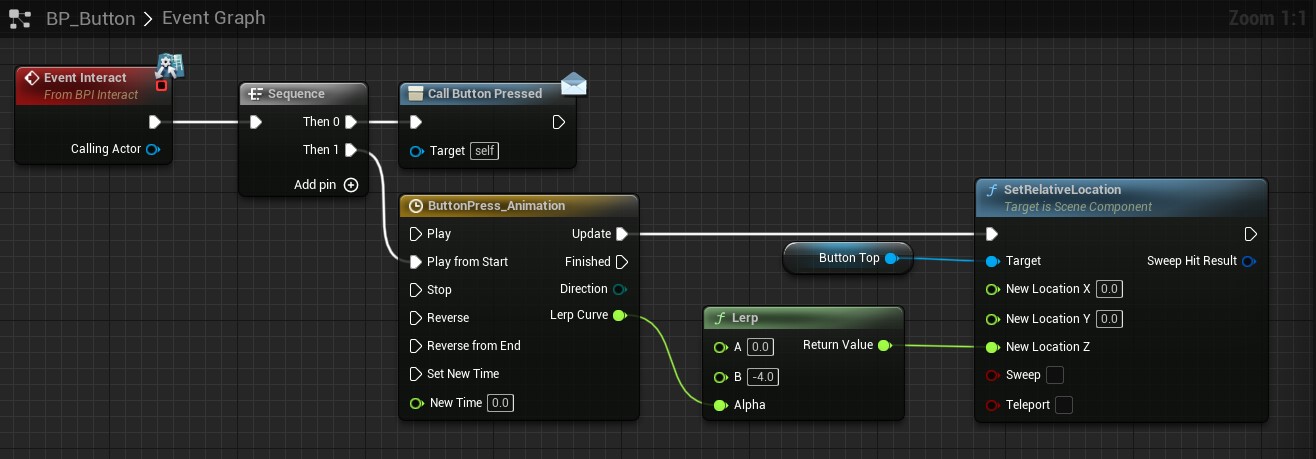 BP_Button > Event Graph
Zoom 1:1
Event Interact
From BPI Interact
Calling Actor
Sequence
Then 0
Then 1
Add pin
Call Button Pressed
Target self
ButtonPress_Animation
Play Update
Play from Start Finished
Stop Direction
Reverse Lerp Curve
Reverse from End
Set New Time
New Time 0.0
Button Top
Lerp
A 0.0 Return Value
B -4.0
Alpha
SetRelativeLocation
Target is Scene Component
Target Sweep Hit Result
New Location X 0.0
New Location Y 0.0
New Location Z
Sweep
Teleport